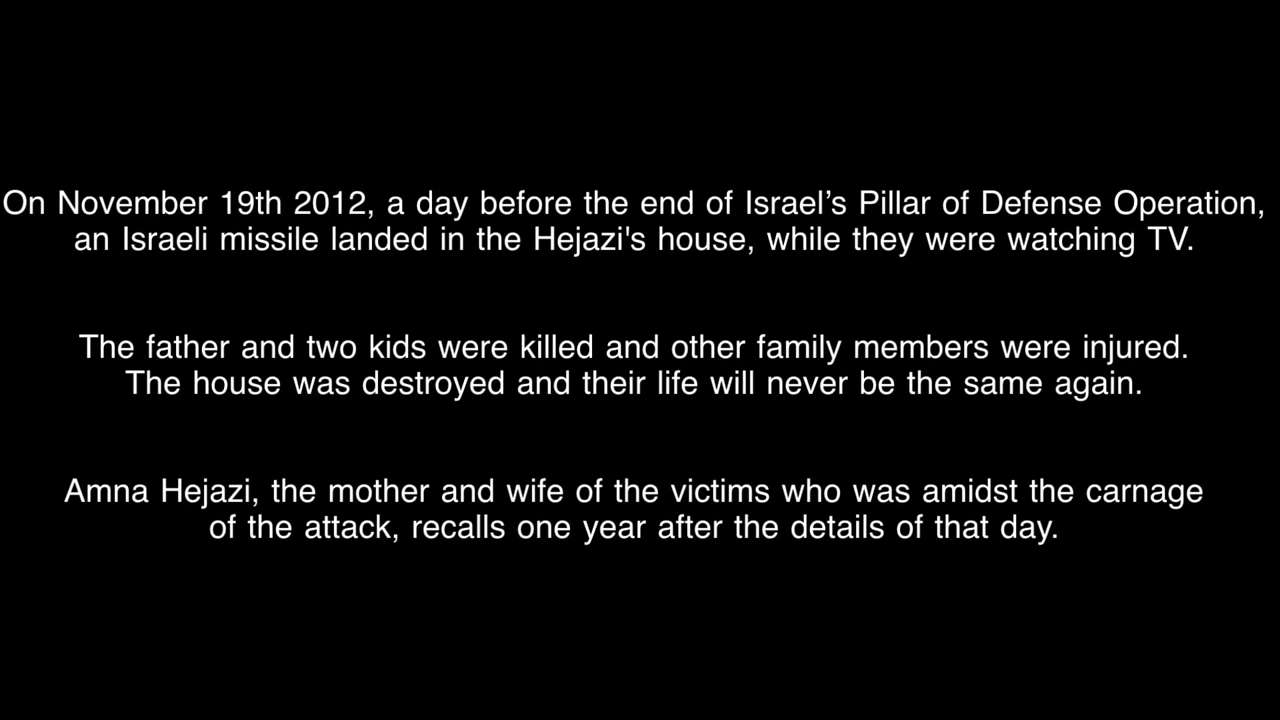 On November 19th 2012, a day before the end of Israel’s Pillar of Defense Operation,
an Israeli missile landed in the Hejazi's house, while they were watching TV.
The father and two kids were killed and other family members were injured.
The house was destroyed and their life will never be the same again.
Amna Hejazi, the mother and wife of the victims who was amidst the carnage
of the attack, recalls one year after the details of that day.